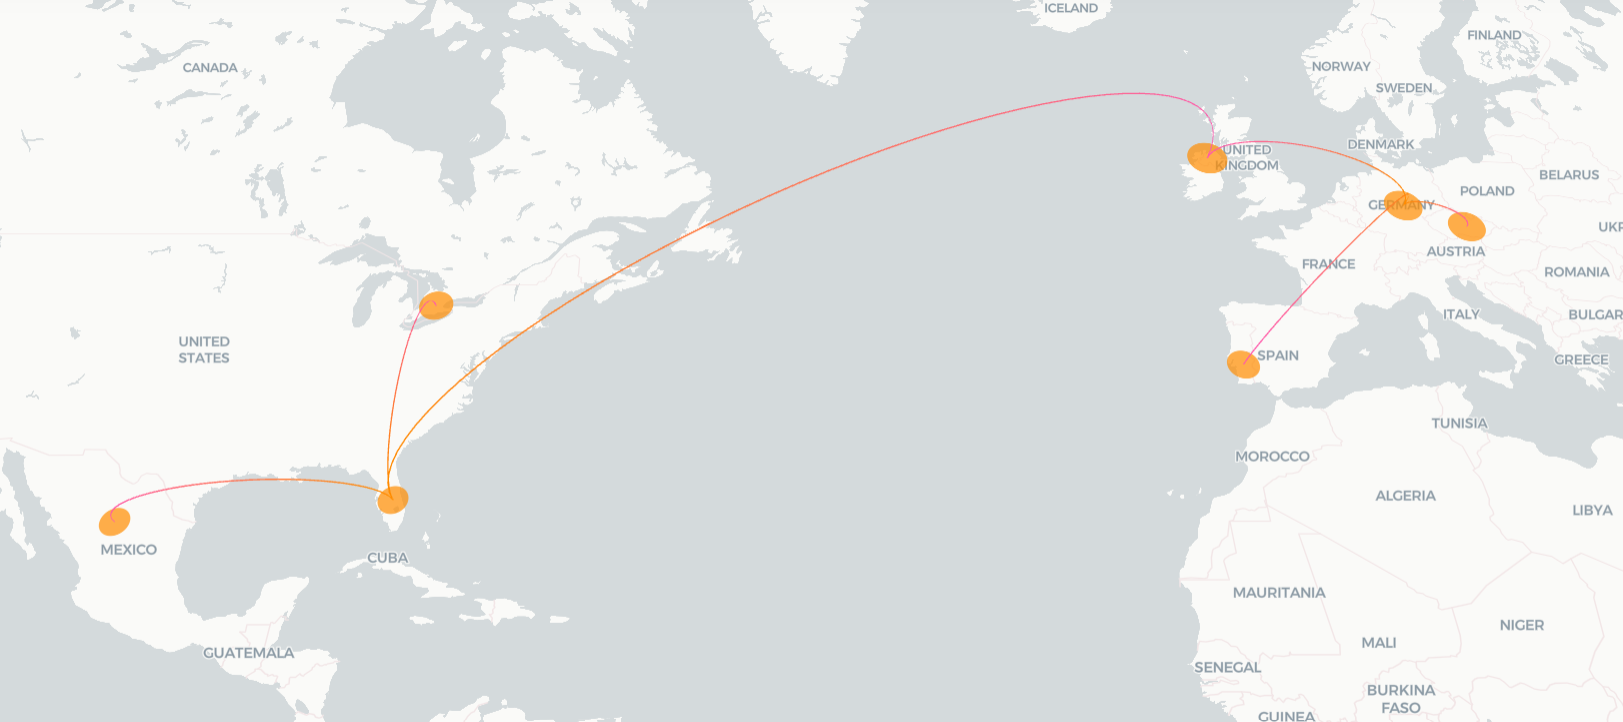 ICELAND
FINLAND
CANADA
NORWAY
SWEDEN
DENMARK
UNITED
KINGDOM
BELARUS
POLAND
GERMANY
UKR
AUSTRIA
FRANCE
ROMANIA
ITALY
BULGAR
UNITED
STATES
SPAIN
GREECE
TUNISIA
MOROCCO
ALGERIA
LIBYA
MEXICO
CUBA
MAURITANIA
NIGER
MALI
GUATEMALA
SENEGAL
BURKINA
FASO
GUINEA